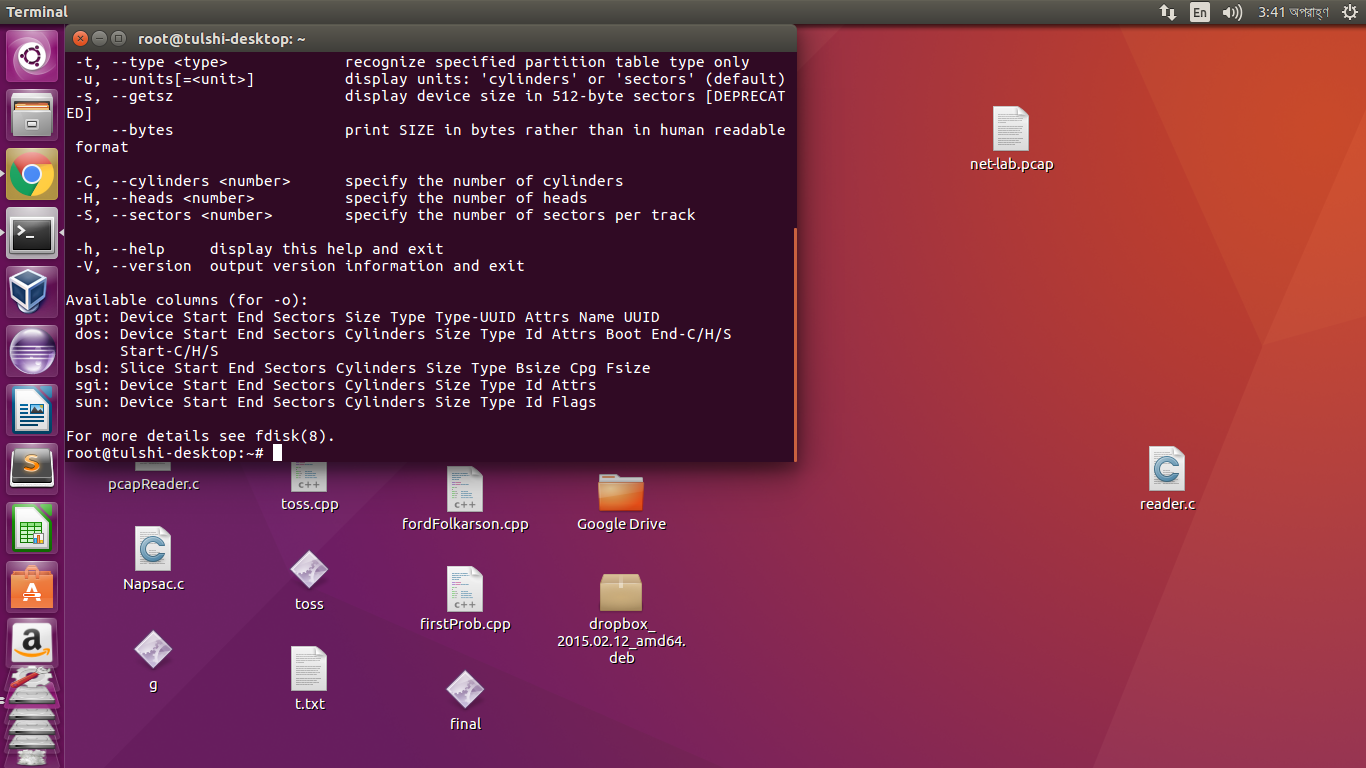 Terminal
En
3:41 অপরাহ্ণ
root@tulshi-desktop: ~
-t, --type <type>             recognize specified partition table type only
-u, --units[=<unit>]          display units: 'cylinders' or 'sectors' (default)
-s, --getsz                   display device size in 512-byte sectors [DEPRECAT
ED]
--bytes                   print SIZE in bytes rather than in human readable
format
-C, --cylinders <number>      specify the number of cylinders
-H, --heads <number>          specify the number of heads
-S, --sectors <number>        specify the number of sectors per track
-h, --help     display this help and exit
-V, --version  output version information and exit
Available columns (for -o):
gpt: Device Start End Sectors Size Type Type-UUID Attrs Name UUID
dos: Device Start End Sectors Cylinders Size Type Id Attrs Boot End-C/H/S
Start-C/H/S
bsd: Slice Start End Sectors Cylinders Size Type Bsize Cpg Fsize
sgi: Device Start End Sectors Cylinders Size Type Id Attrs
sun: Device Start End Sectors Cylinders Size Type Id Flags
For more details see fdisk(8).
root@tulshi-desktop:~#
net-lab.pcap
reader.c
pcapReader.c
toss.cpp
fordFolkarson.cpp
Google Drive
Napsac.c
toss
firstProb.cpp
dropbox_
2015.02.12_amd64.
deb
g
t.txt
final